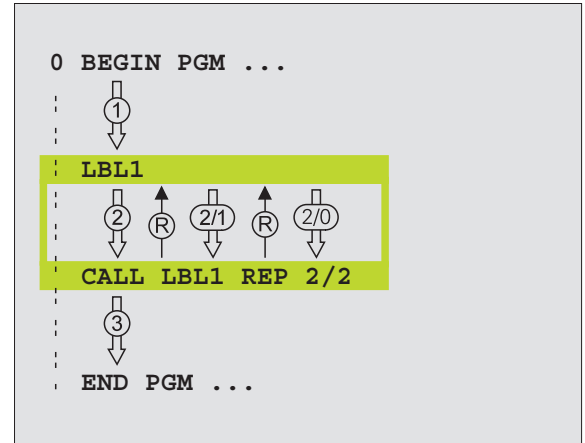 0 BEGIN PGM ...
1
LBL1
2 R 2/1 R 2/0
CALL LBL1 REP 2/2
3
END PGM ...